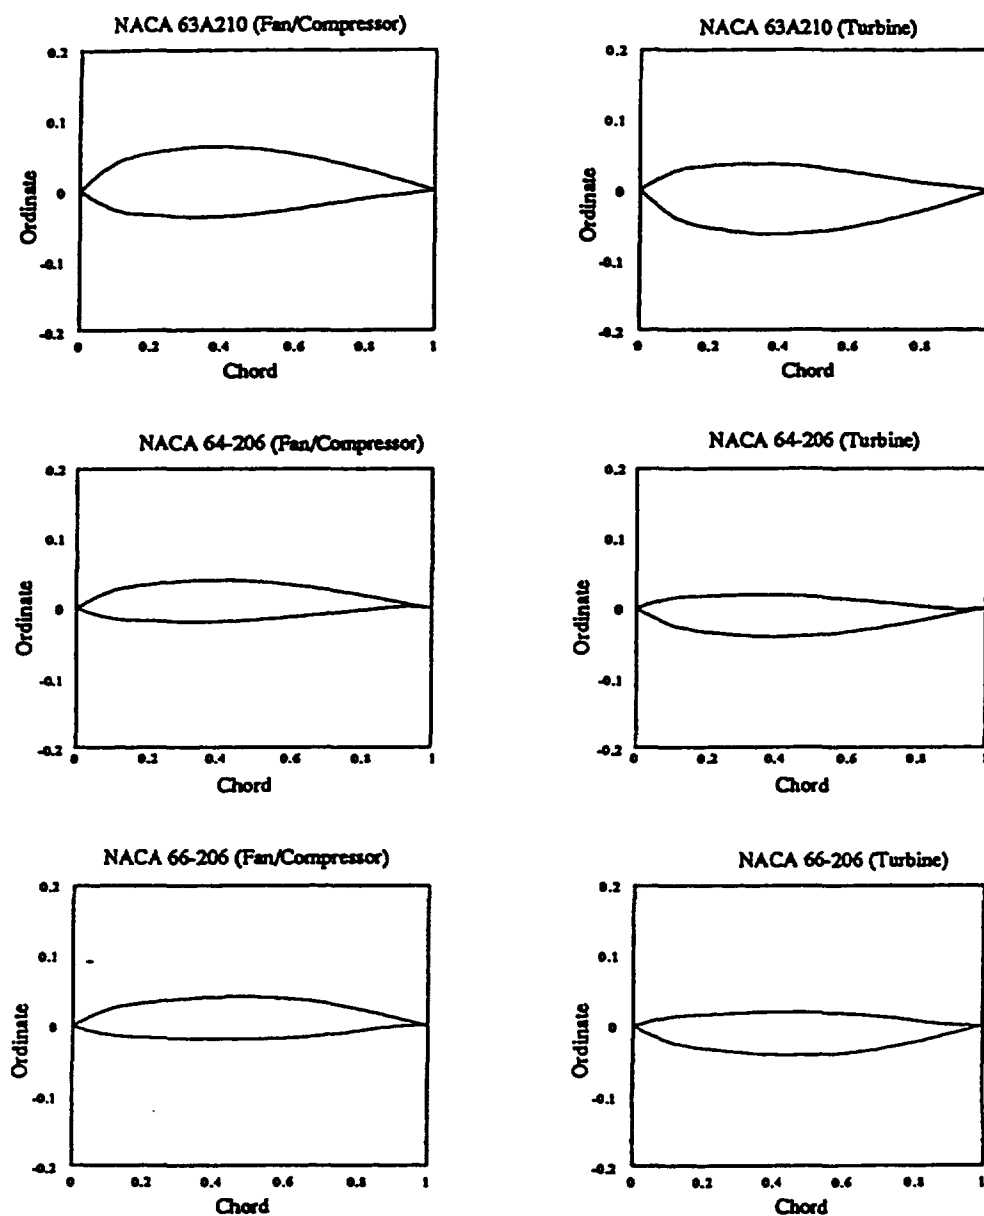 NACA 63A210 (Fan/Compressor)
0.2
0.1
0
-0.1
-0.2
Ordinate
0 0.2 0.4 0.6 0.8 1
Chord
NACA 63A210 (Turbine)
0.2
0.1
0
-0.1
-0.2
Ordinate
0 0.2 0.4 0.6 0.8
Chord
NACA 64-206 (Fan/Compressor)
0.2
0.1
0
-0.1
-0.2
Ordinate
0 0.2 0.4 0.6 0.8 1
Chord
NACA 64-206 (Turbine)
0.2
0.1
0
-0.1
-0.2
Ordinate
0 0.2 0.4 0.6 0.8 1
Chord
NACA 66-206 (Fan/Compressor)
0.2
0.1
0
-0.1
-0.2
Ordinate
0 0.2 0.4 0.6 0.8 1
Chord
NACA 66-206 (Turbine)
0.2
0.1
0
-0.1
-0.2
Ordinate
0 0.2 0.4 0.6 0.8 1
Chord